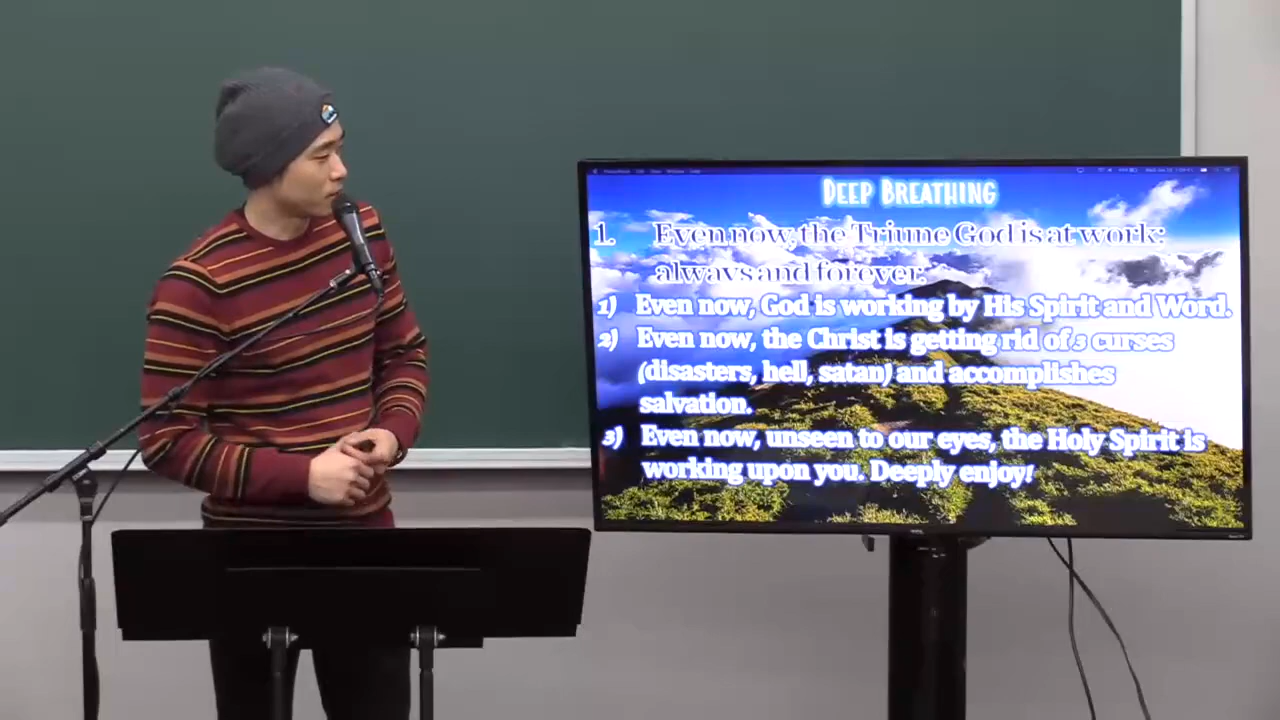 DEEP BREATHING
1. Even now, the Triune God is at work:
always and forever.
1) Even now, God is working by His Spirit and Word.
2) Even now, the Christ is getting rid of 3 curses
(disasters, hell, satan) and accomplishes
salvation.
3) Even now, unseen to our eyes, the Holy Spirit is
working upon you. Deeply enjoy!